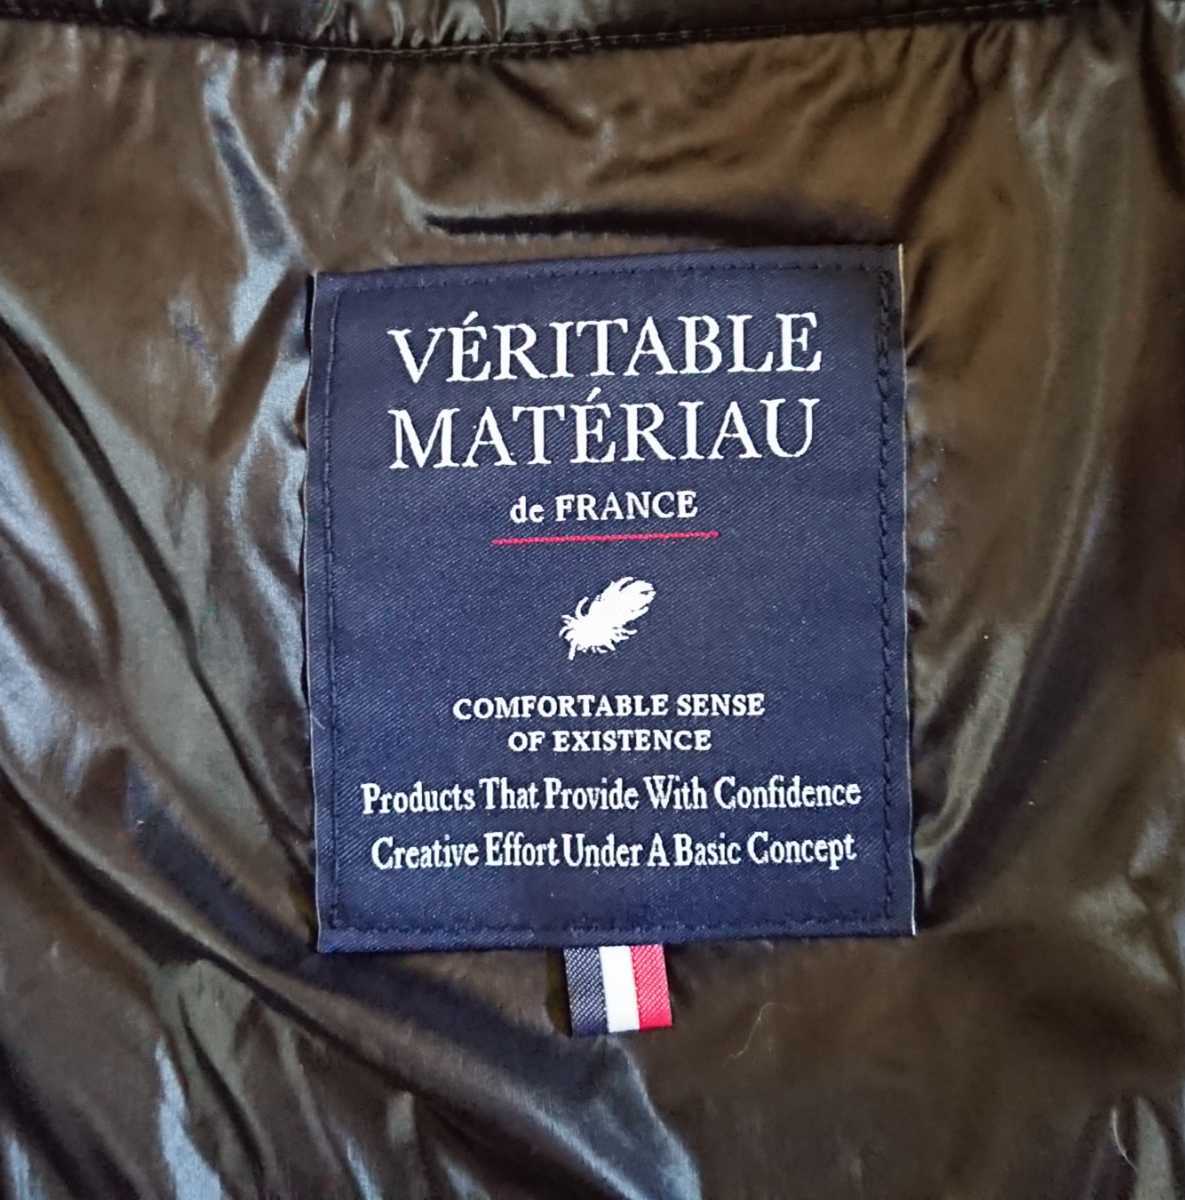 VÉRITABLE
MATÉRIAU
de FRANCE
COMFORTABLE SENSE
OF EXISTENCE
Products That Provide With Confidence
Creative Effort Under A Basic Concept